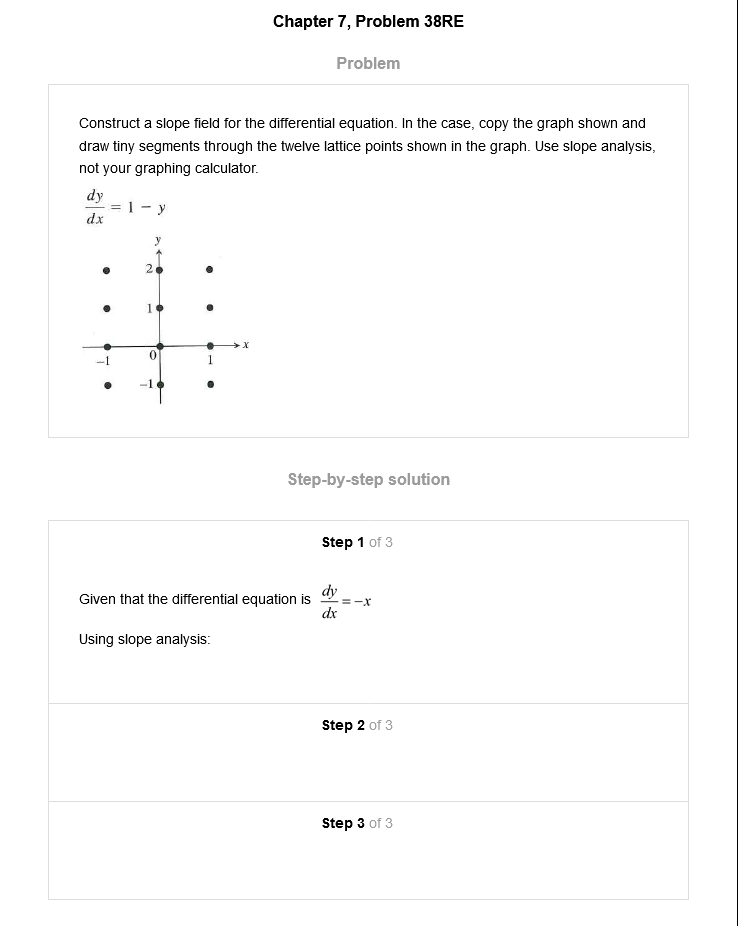 Chapter 7, Problem 38RE
Problem
Construct a slope field for the differential equation. In the case, copy the graph shown and
draw tiny segments through the twelve lattice points shown in the graph. Use slope analysis,
not your graphing calculator.
dy/dx = 1 − y
y
2
1
x
−1
0
1
−1
Step-by-step solution
Step 1 of 3
Given that the differential equation is dy/dx = −x
Using slope analysis:
Step 2 of 3
Step 3 of 3